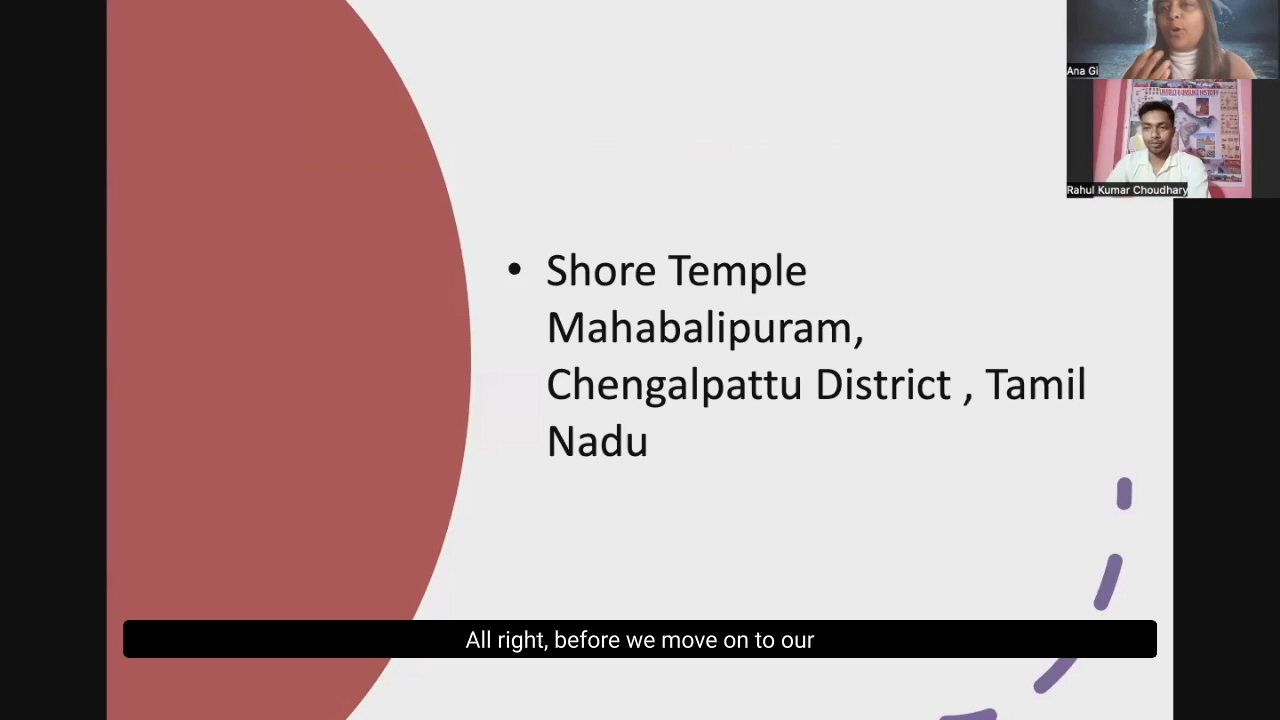 Ana Gi
Rahul Kumar Choudhary
• Shore Temple
Mahabalipuram,
Chengalpattu District , Tamil
Nadu
All right, before we move on to our